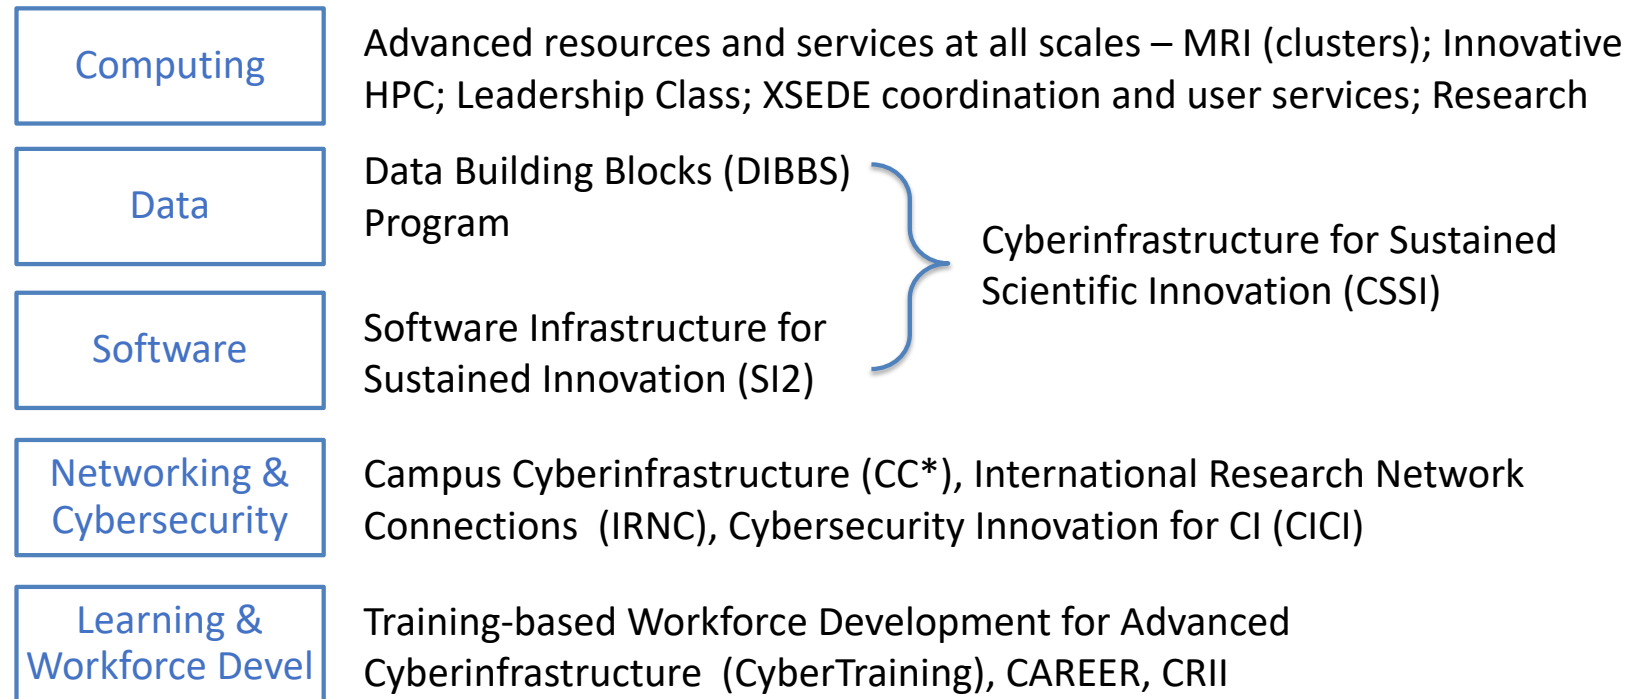 Computing
Advanced resources and services at all scales – MRI (clusters); Innovative
HPC; Leadership Class; XSEDE coordination and user services; Research
Data
Data Building Blocks (DIBBS)
Program
Cyberinfrastructure for Sustained
Scientific Innovation (CSSI)
Software
Software Infrastructure for
Sustained Innovation (SI2)
Networking &
Cybersecurity
Campus Cyberinfrastructure (CC*), International Research Network
Connections  (IRNC), Cybersecurity Innovation for CI (CICI)
Learning &
Workforce Devel
Training-based Workforce Development for Advanced
Cyberinfrastructure  (CyberTraining), CAREER, CRII